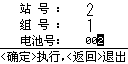 站 号： 2
组 号： 1
电池号： 002
<确定>执行,<返回>退出